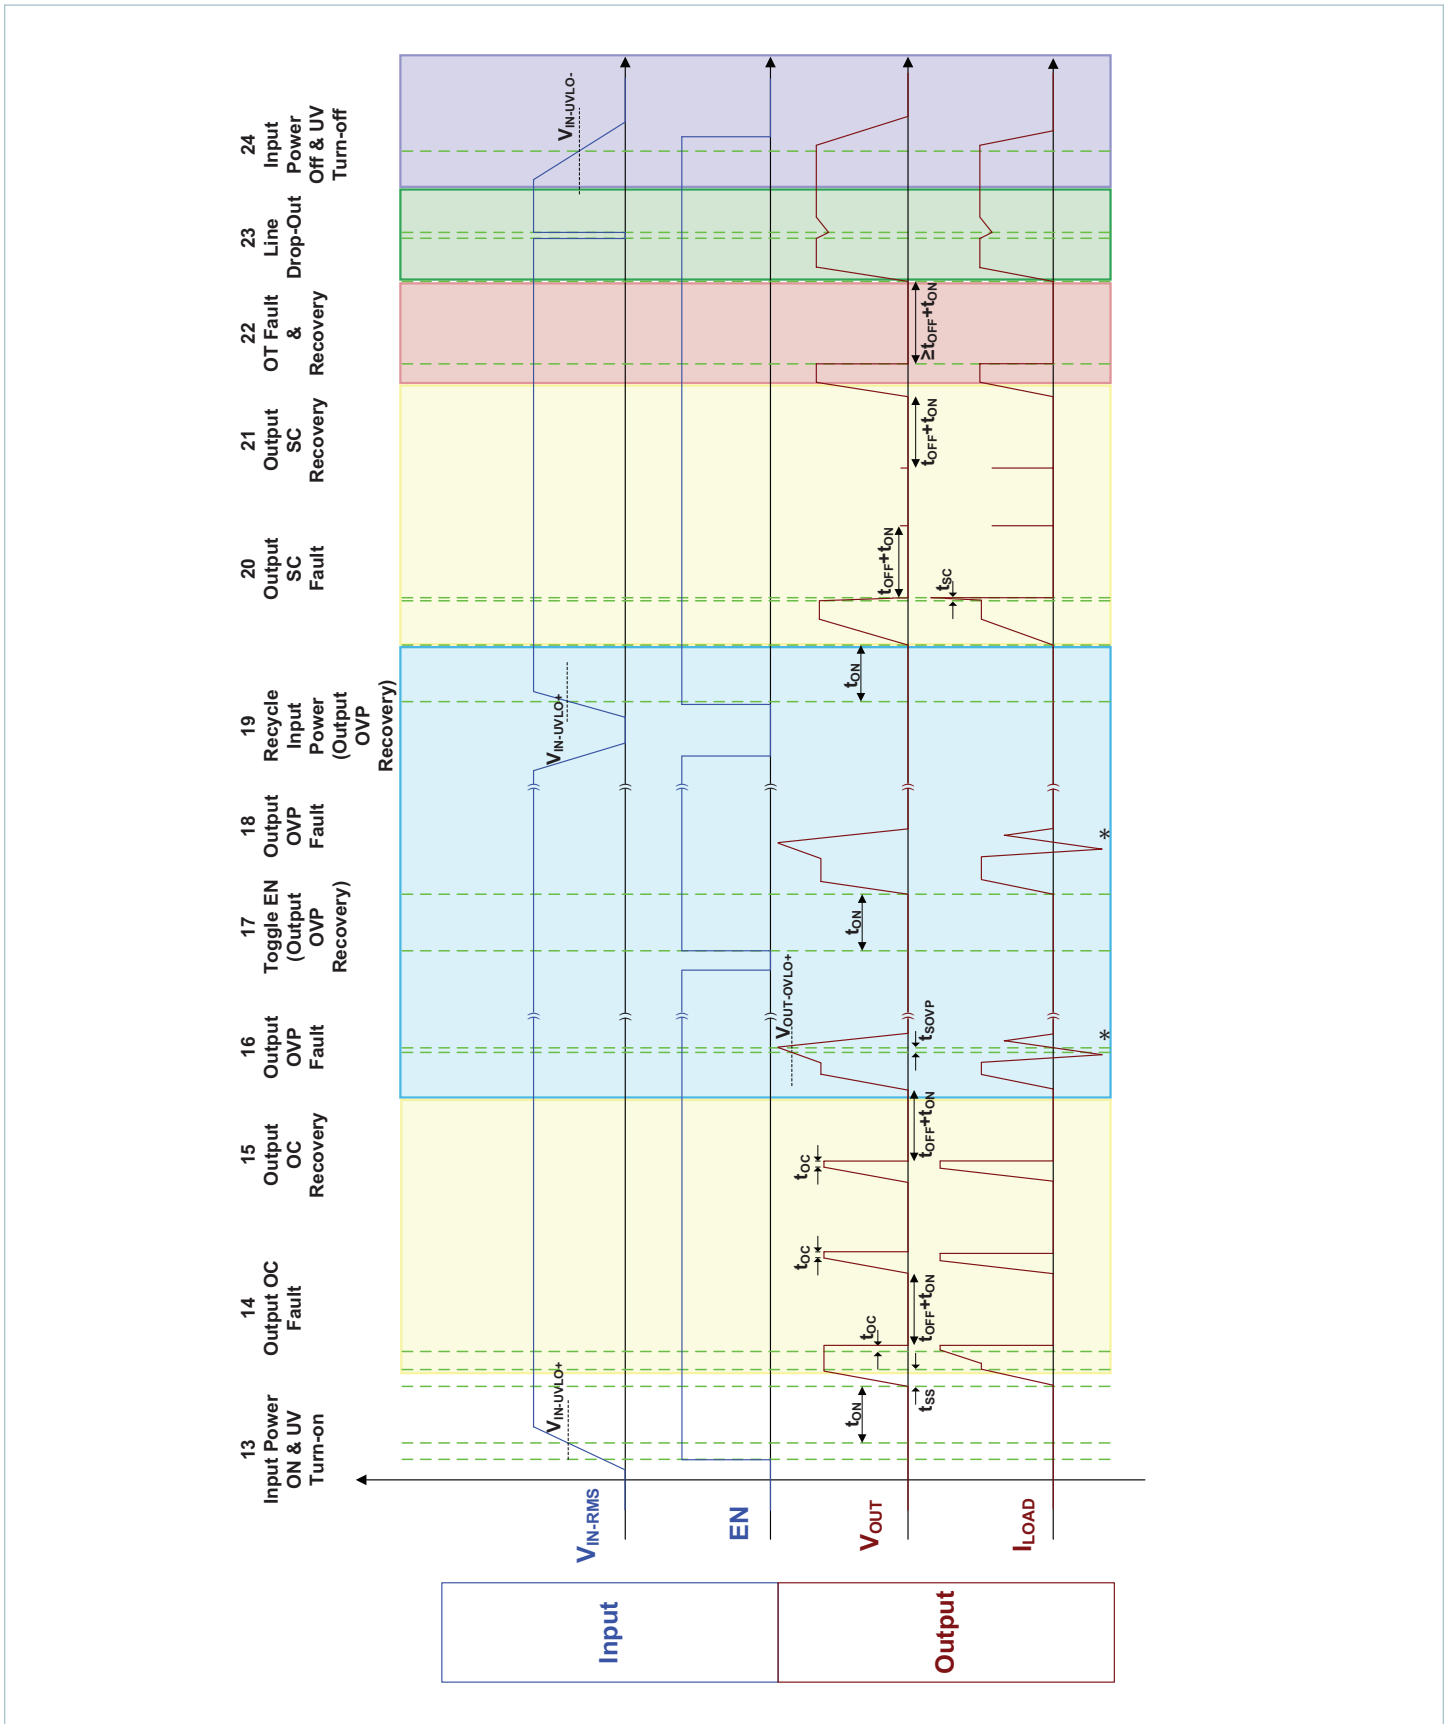 13
Input Power
ON & UV
Turn-on
14
Output OC
Fault
15
Output
OC
Recovery
16
Output
OVP
Fault
17
Toggle EN
(Output
OVP
Recovery)
18
Output
OVP
Fault
19
Recycle
Input
Power
(Output
OVP
Recovery)
20
Output
SC
Fault
21
Output
SC
Recovery
22
OT Fault
&
Recovery
23
Line
Drop-Out
24
Input
Power
Off & UV
Turn-off
Input
VIN-RMS
VIN-UVLO+
VIN-UVLO+
VIN-UVLO-
EN
Output
VOUT
tON
tSS
tOC
tOFF+tON
tOC
tOC
tOFF+tON
VOUT-OVLO+
tSOVP
tON
tON
tOFF+tON
tOFF+tON
≥tOFF+tON
ILOAD
*
*
tSC